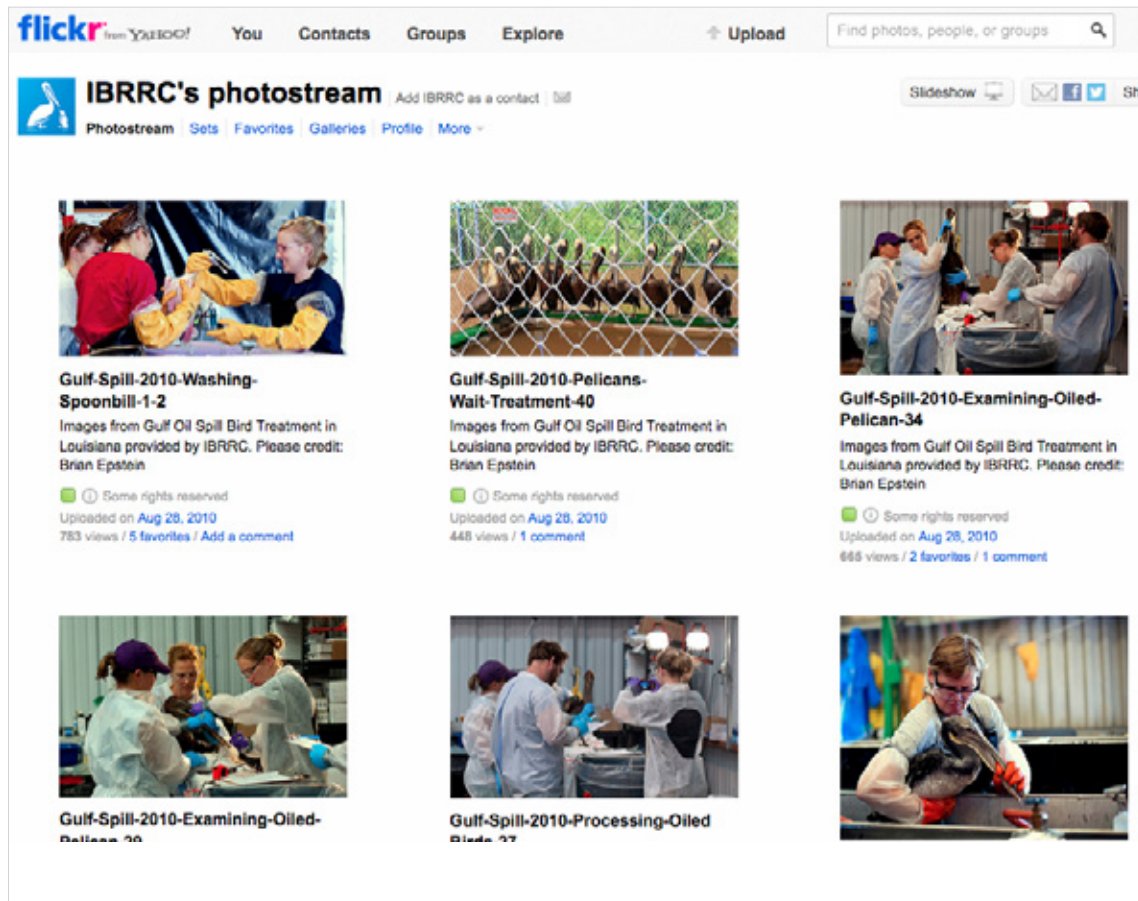 flickr from YAHOO!
You Contacts Groups Explore Upload Find photos, people, or groups
IBRRC's photostream Add IBRRC as a contact
Slideshow Sh
Photostream Sets Favorites Galleries Profile More
Gulf-Spill-2010-Washing-
Spoonbill-1-2
Images from Gulf Oil Spill Bird Treatment in
Louisiana provided by IBRRC. Please credit:
Brian Epstein
Some rights reserved
Uploaded on Aug 28, 2010
783 views / 5 favorites / Add a comment
Gulf-Spill-2010-Pelicans-
Wait-Treatment-40
Images from Gulf Oil Spill Bird Treatment in
Louisiana provided by IBRRC. Please credit:
Brian Epstein
Some rights reserved
Uploaded on Aug 28, 2010
448 views / 1 comment
Gulf-Spill-2010-Examining-Oiled-
Pelican-34
Images from Gulf Oil Spill Bird Treatment in
Louisiana provided by IBRRC. Please credit:
Brian Epstein
Some rights reserved
Uploaded on Aug 28, 2010
665 views / 2 favorites / 1 comment
Gulf-Spill-2010-Examining-Oiled-
Pelican-29
Gulf-Spill-2010-Processing-Oiled
Birds-27